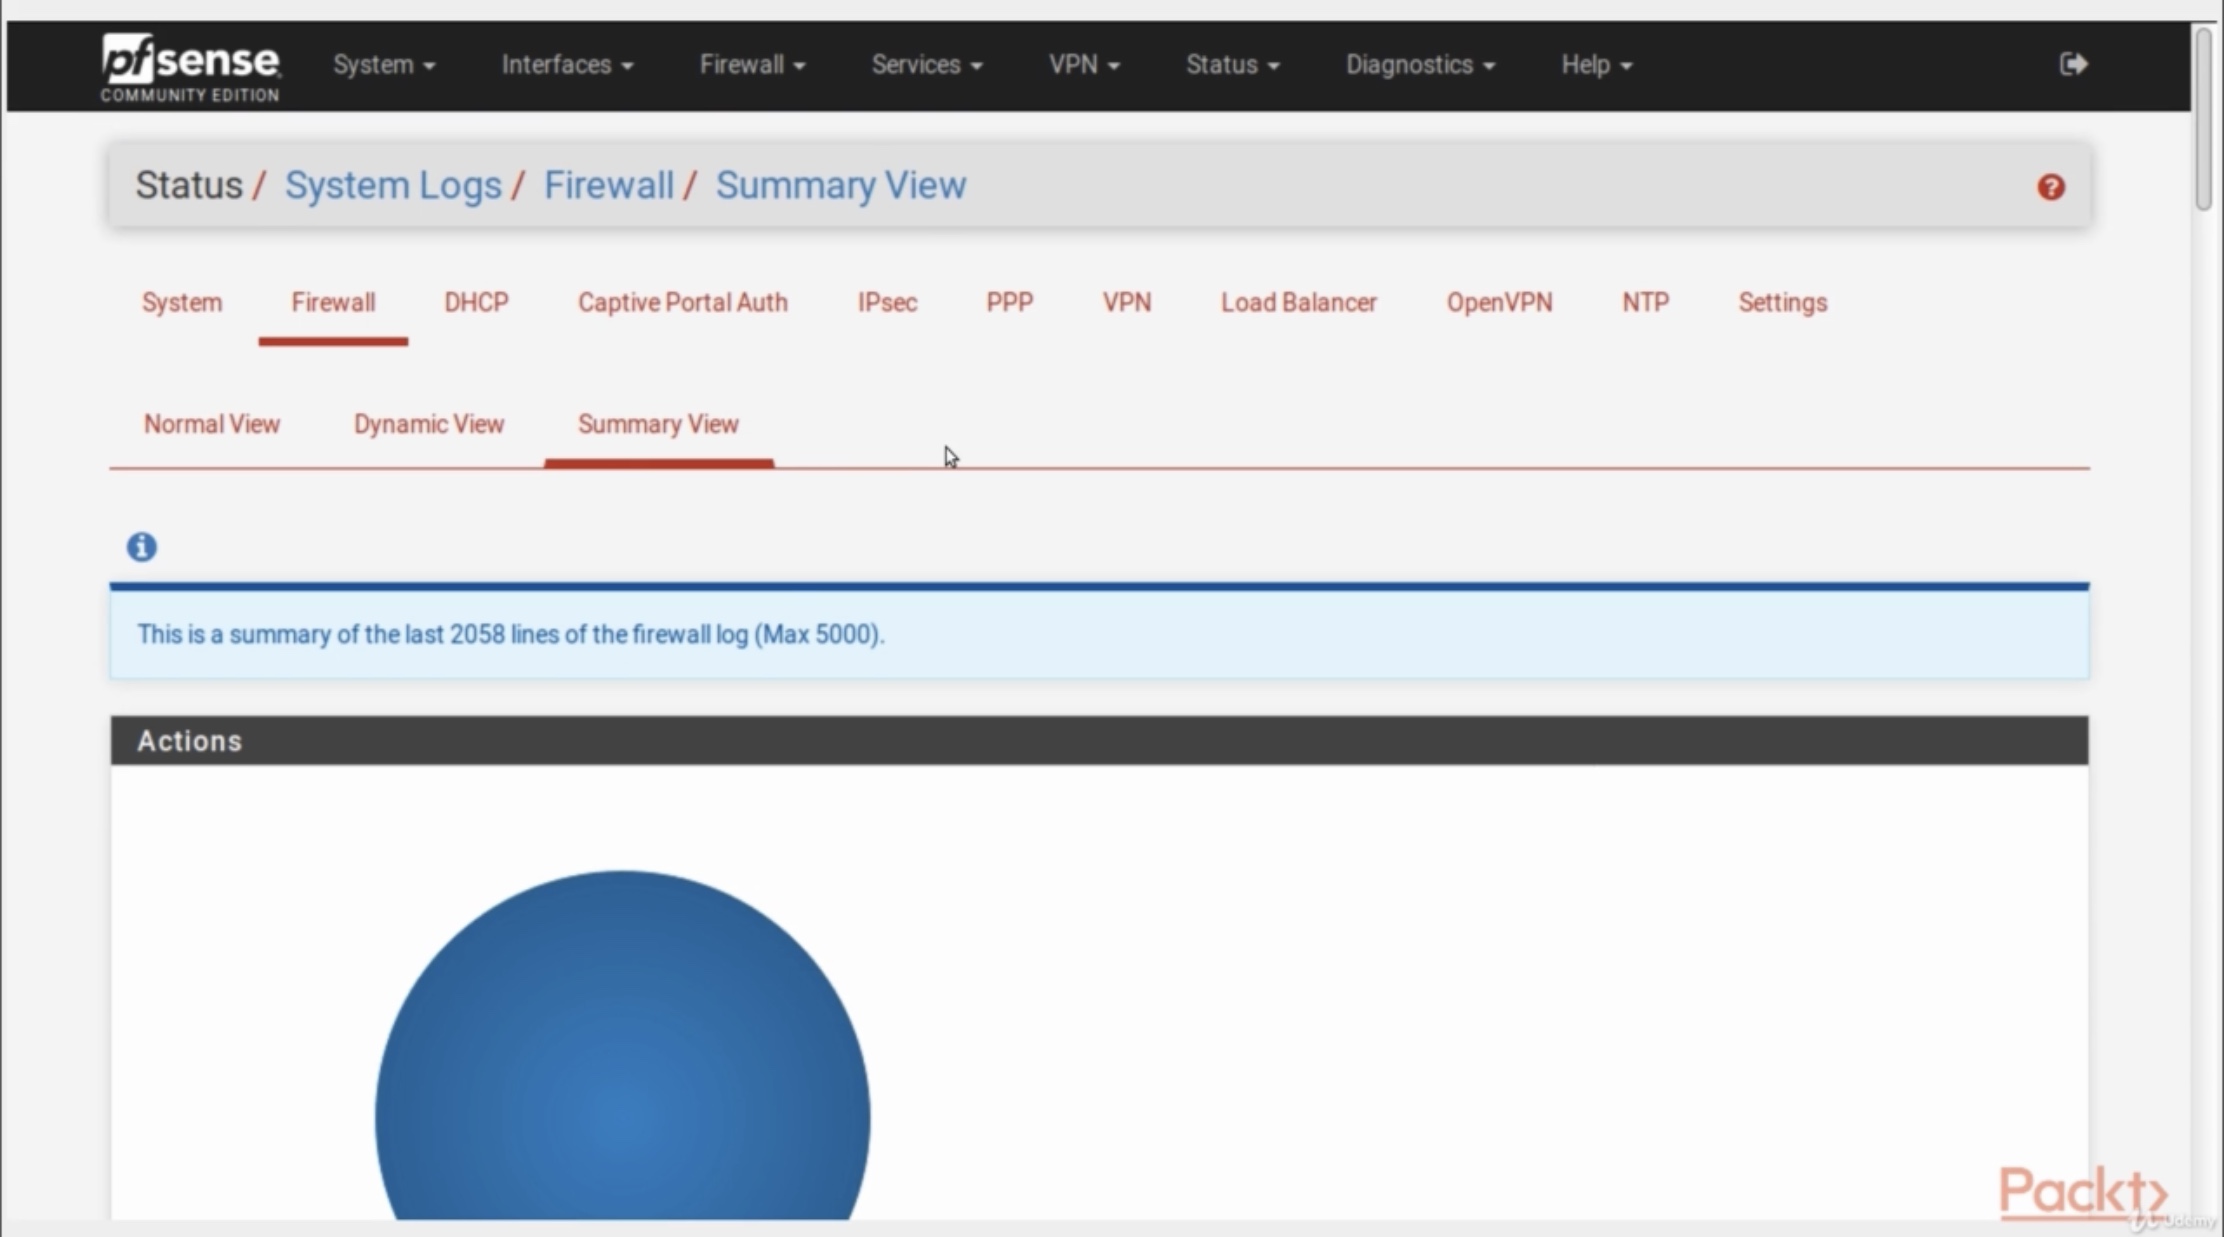 pfsense System Interfaces Firewall Services VPN Status Diagnostics Help
COMMUNITY EDITION
Status / System Logs / Firewall / Summary View
System Firewall DHCP Captive Portal Auth IPsec PPP VPN Load Balancer OpenVPN NTP Settings
Normal View Dynamic View Summary View
This is a summary of the last 2058 lines of the firewall log (Max 5000).
Actions
Packt>
Udemy